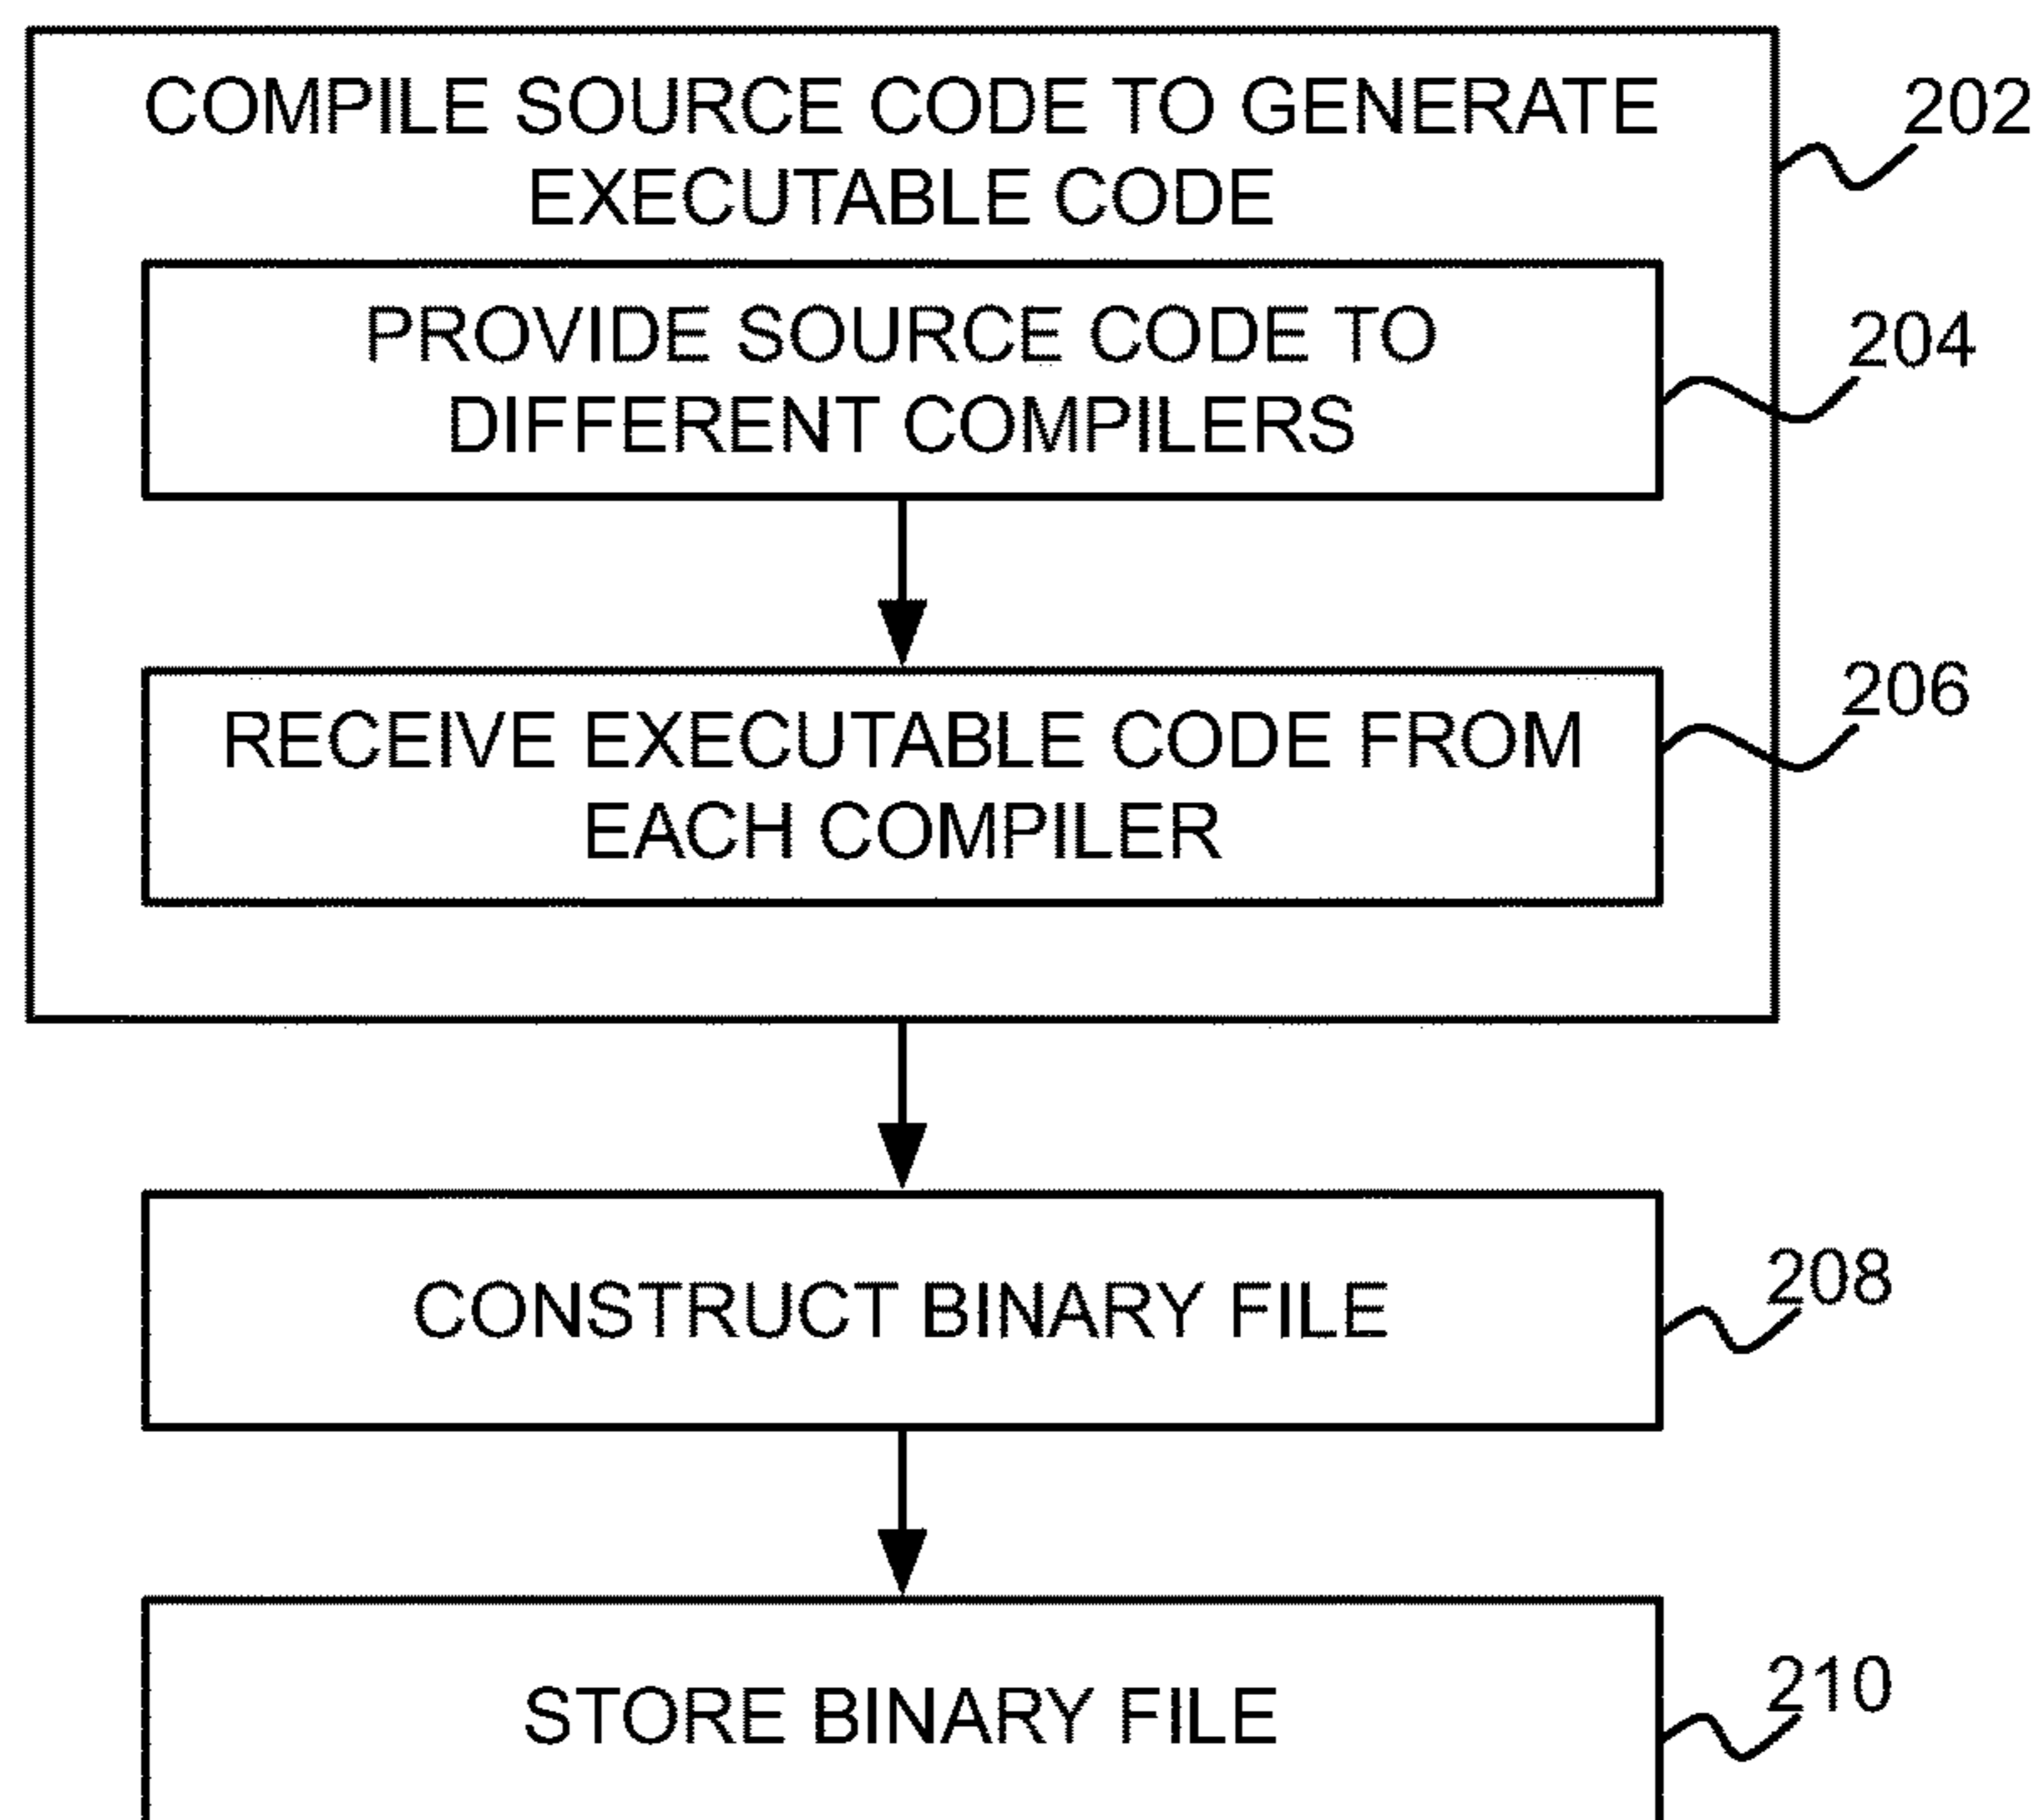 COMPILE SOURCE CODE TO GENERATE
EXECUTABLE CODE
202
PROVIDE SOURCE CODE TO
DIFFERENT COMPILERS
204
RECEIVE EXECUTABLE CODE FROM
EACH COMPILER
206
CONSTRUCT BINARY FILE
208
STORE BINARY FILE
210